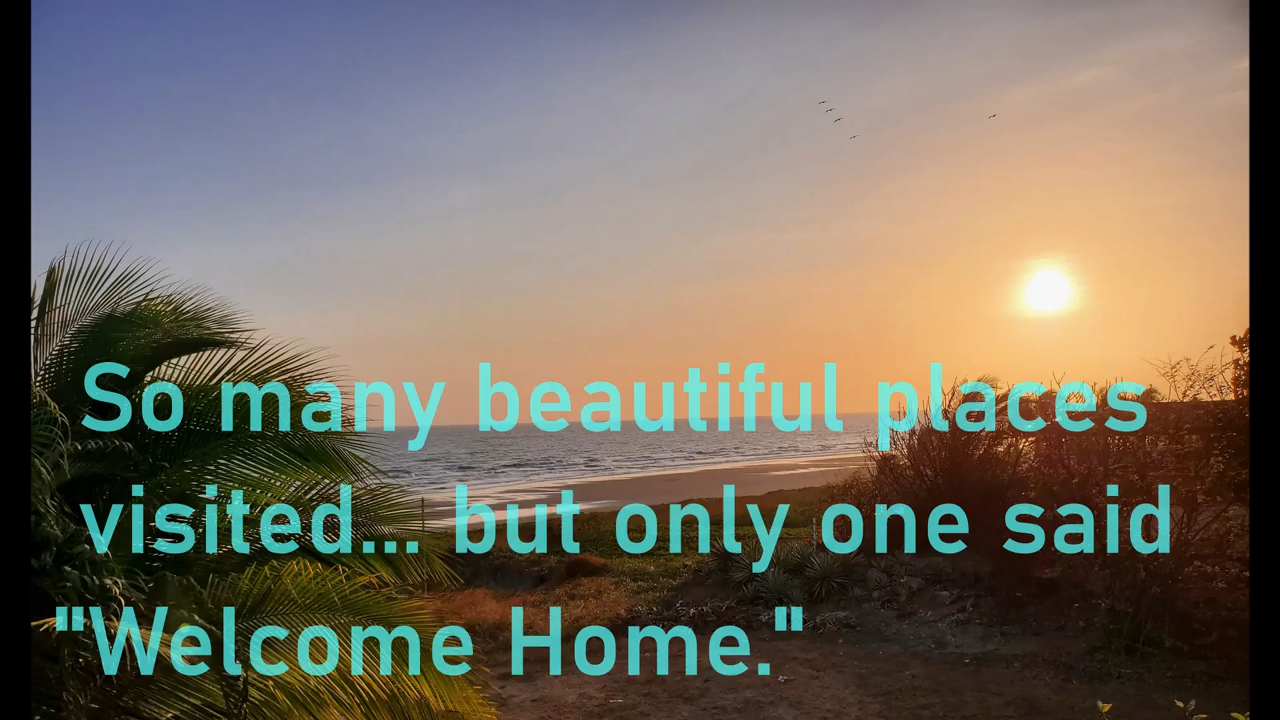 So many beautiful places
visited... but only one said
"Welcome Home."